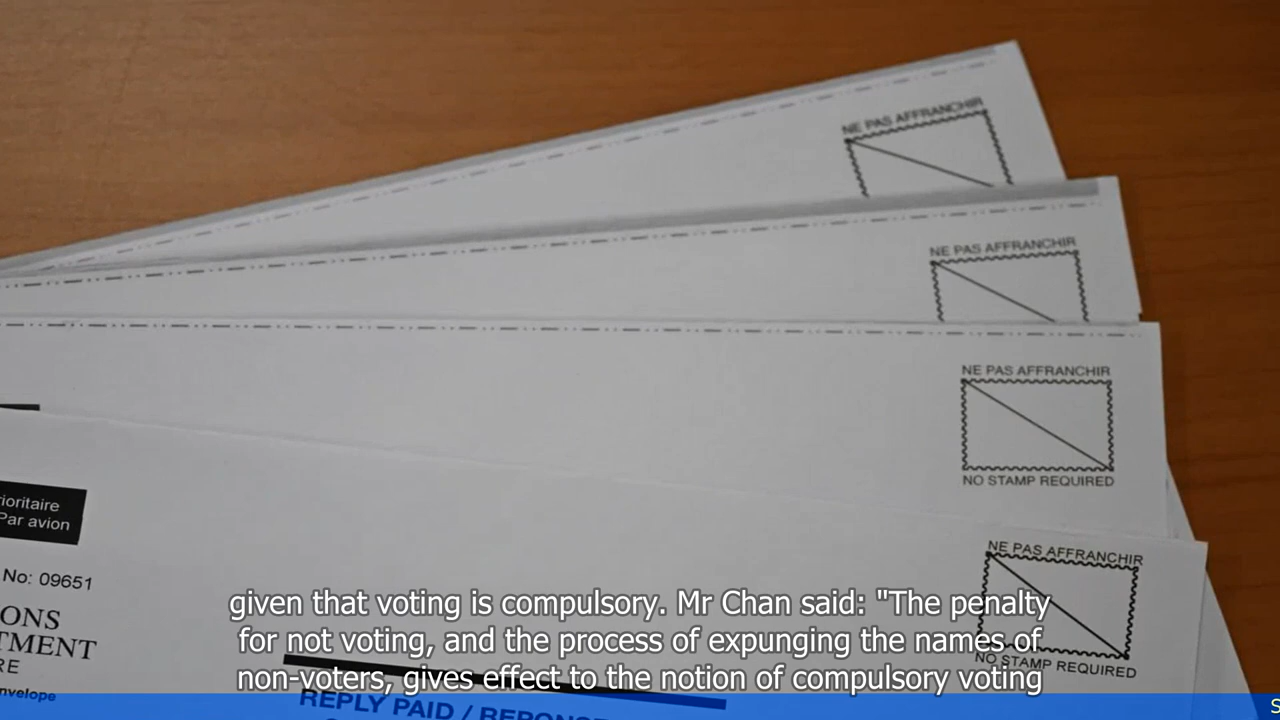 NE PAS AFFRANCHIR
NE PAS AFFRANCHIR
NE PAS AFFRANCHIR
NO STAMP REQUIRED
ioritaire
Par avion
No: 09651
ONS
TMENT
RE
nvelope
NE PAS AFFRANCHIR
NO STAMP REQUIRED
REPLY PAID / REPONS
given that voting is compulsory. Mr Chan said: "The penalty
for not voting, and the process of expunging the names of
non-voters, gives effect to the notion of compulsory voting
S